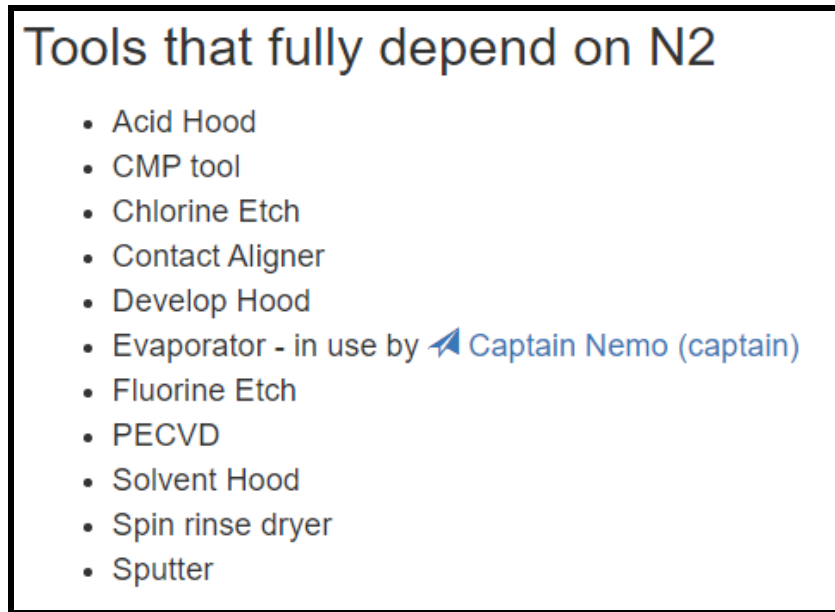 Tools that fully depend on N2
• Acid Hood
• CMP tool
• Chlorine Etch
• Contact Aligner
• Develop Hood
• Evaporator - in use by Captain Nemo (captain)
• Fluorine Etch
• PECVD
• Solvent Hood
• Spin rinse dryer
• Sputter